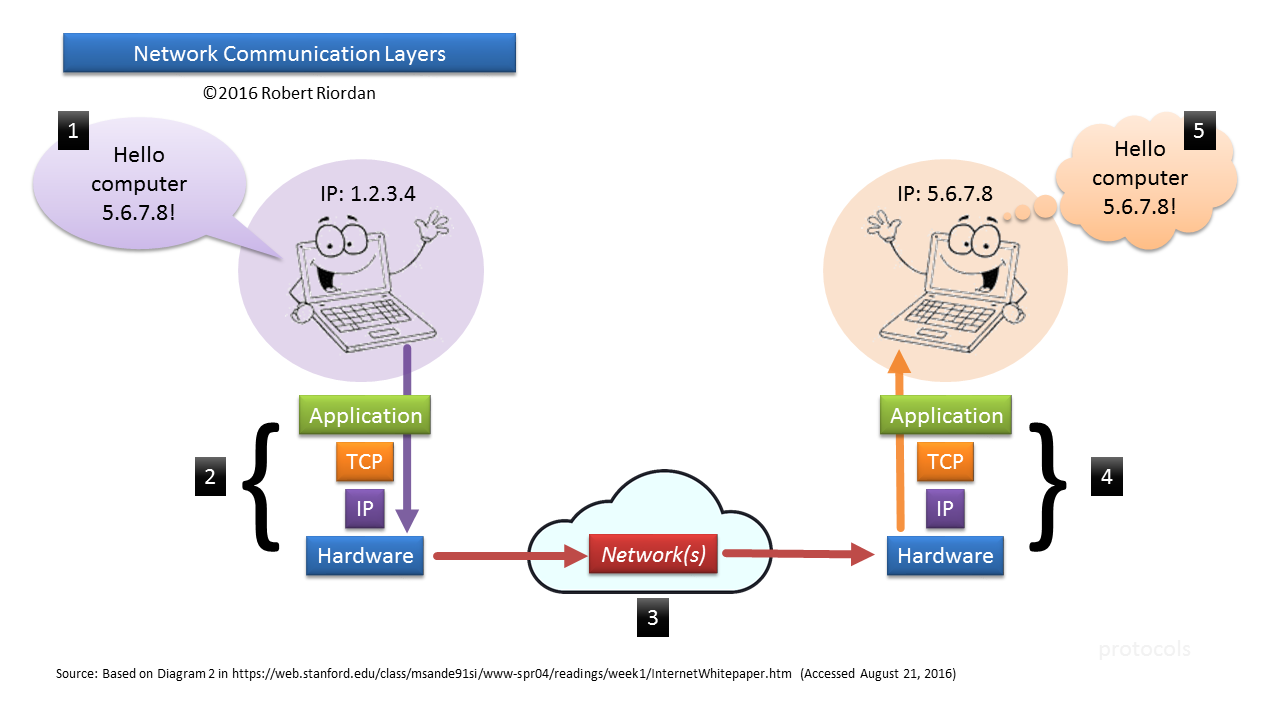 Network Communication Layers
©2016 Robert Riordan
1
Hello
computer
5.6.7.8!
IP: 1.2.3.4
IP: 5.6.7.8
5
Hello
computer
5.6.7.8!
2
Application
TCP
IP
Hardware
Network(s)
3
Application
TCP
IP
Hardware
4
protocols
Source: Based on Diagram 2 in https://web.stanford.edu/class/msande91si/www-spr04/readings/week1/InternetWhitepaper.htm (Accessed August 21, 2016)